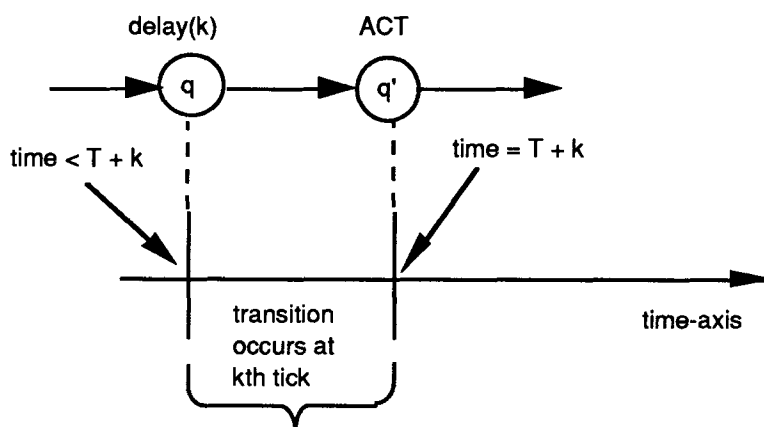 delay(k)
ACT
q
q'
time < T + k
time = T + k
transition
occurs at
kth tick
time-axis